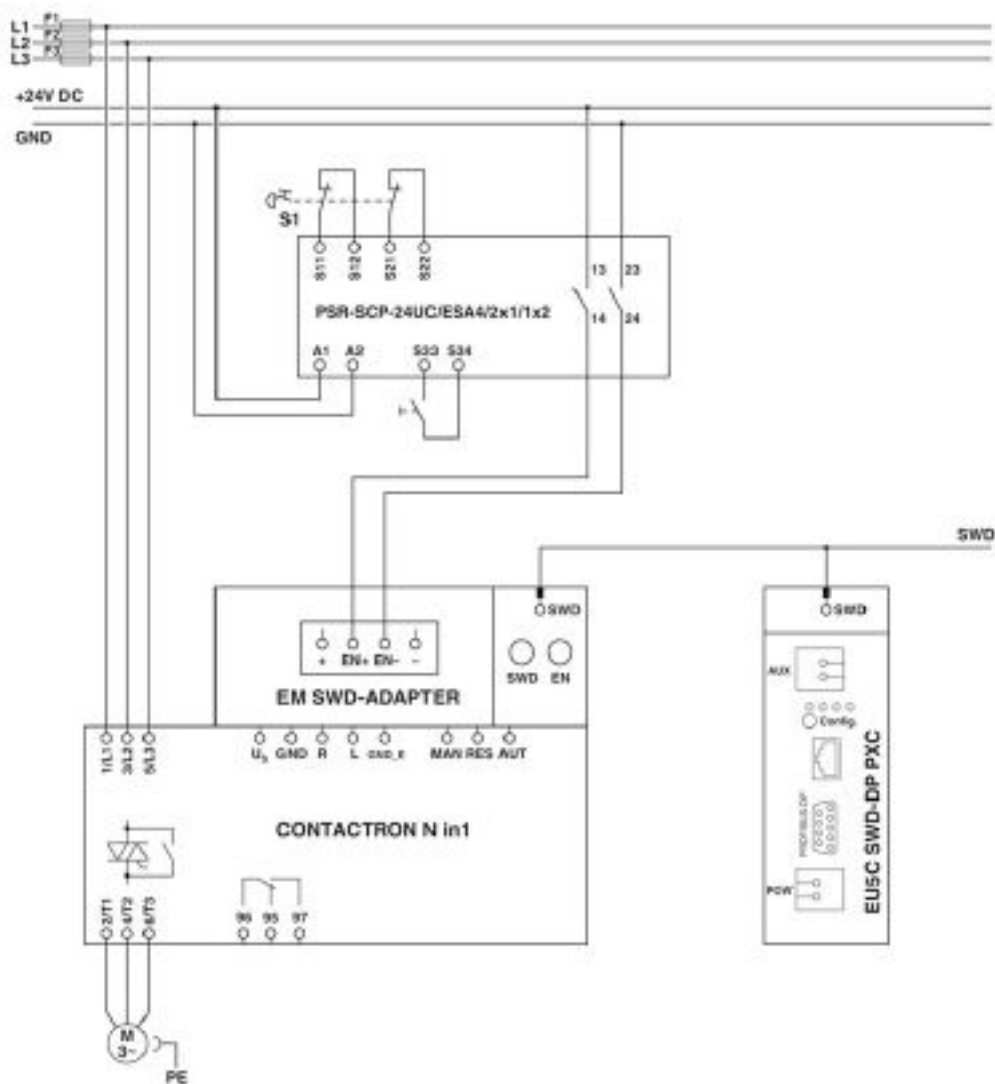 L1 F1
L2 F2
L3 F3
+24V DC
GND
S1
S11 S12 S21 S22
13 23
PSR-SCP-24UC/ESA4/2x1/1x2
14 24
A1 A2 S33 S34
SWD
SWD
SWD
+ EN+ EN- -
SWD EN
EM SWD-ADAPTER
AUX
Config.
1/L1 3/L2 5/L3
Us GND R L GND_E MAN RES AUT
CONTACTRON N in1
PROFIBUS DP
EU5C SWD-DP PXC
POW
2/T1 4/T2 6/T3
96 95 97
M
3~
PE